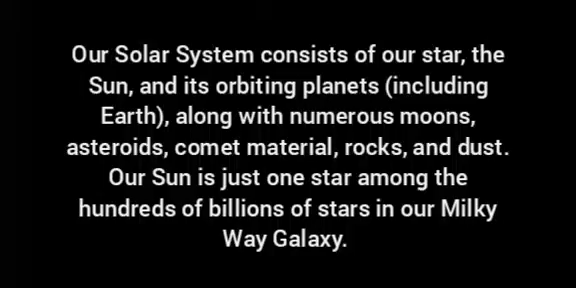 Our Solar System consists of our star, the
Sun, and its orbiting planets (including
Earth), along with numerous moons,
asteroids, comet material, rocks, and dust.
Our Sun is just one star among the
hundreds of billions of stars in our Milky
Way Galaxy.